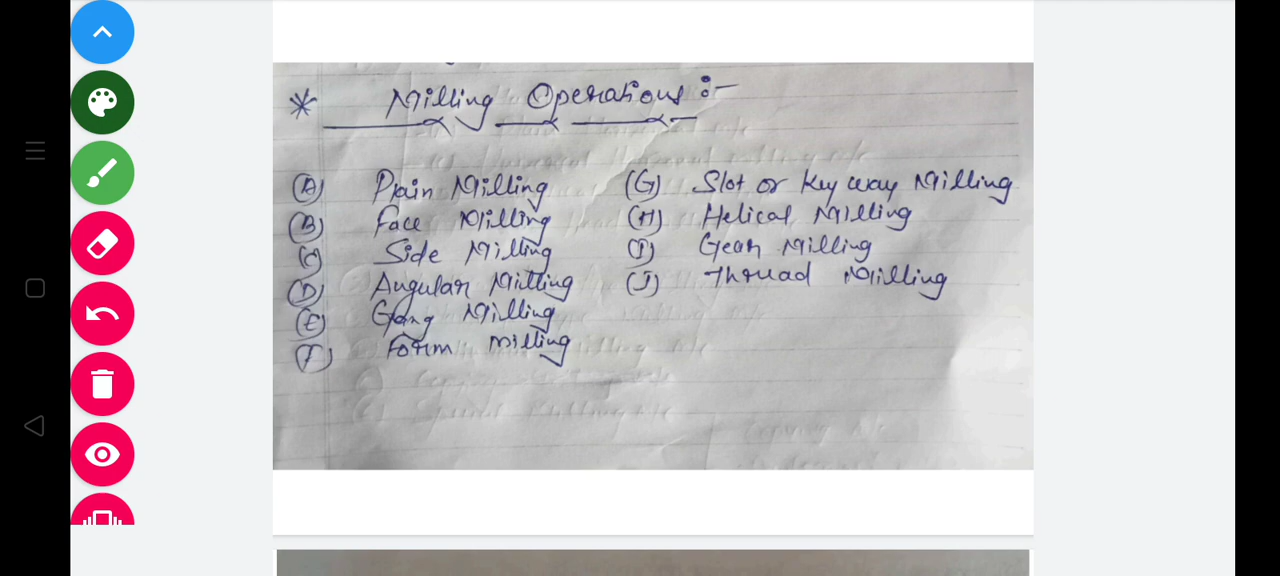 * Milling Operations :-
(A) Plain Milling
(B) Face Milling
(C) Side Milling
(D) Angular Milling
(E) Gang Milling
(F) Form milling
(G) Slot or Key way Milling
(H) Helical Milling
(I) Gear Milling
(J) Thread Milling